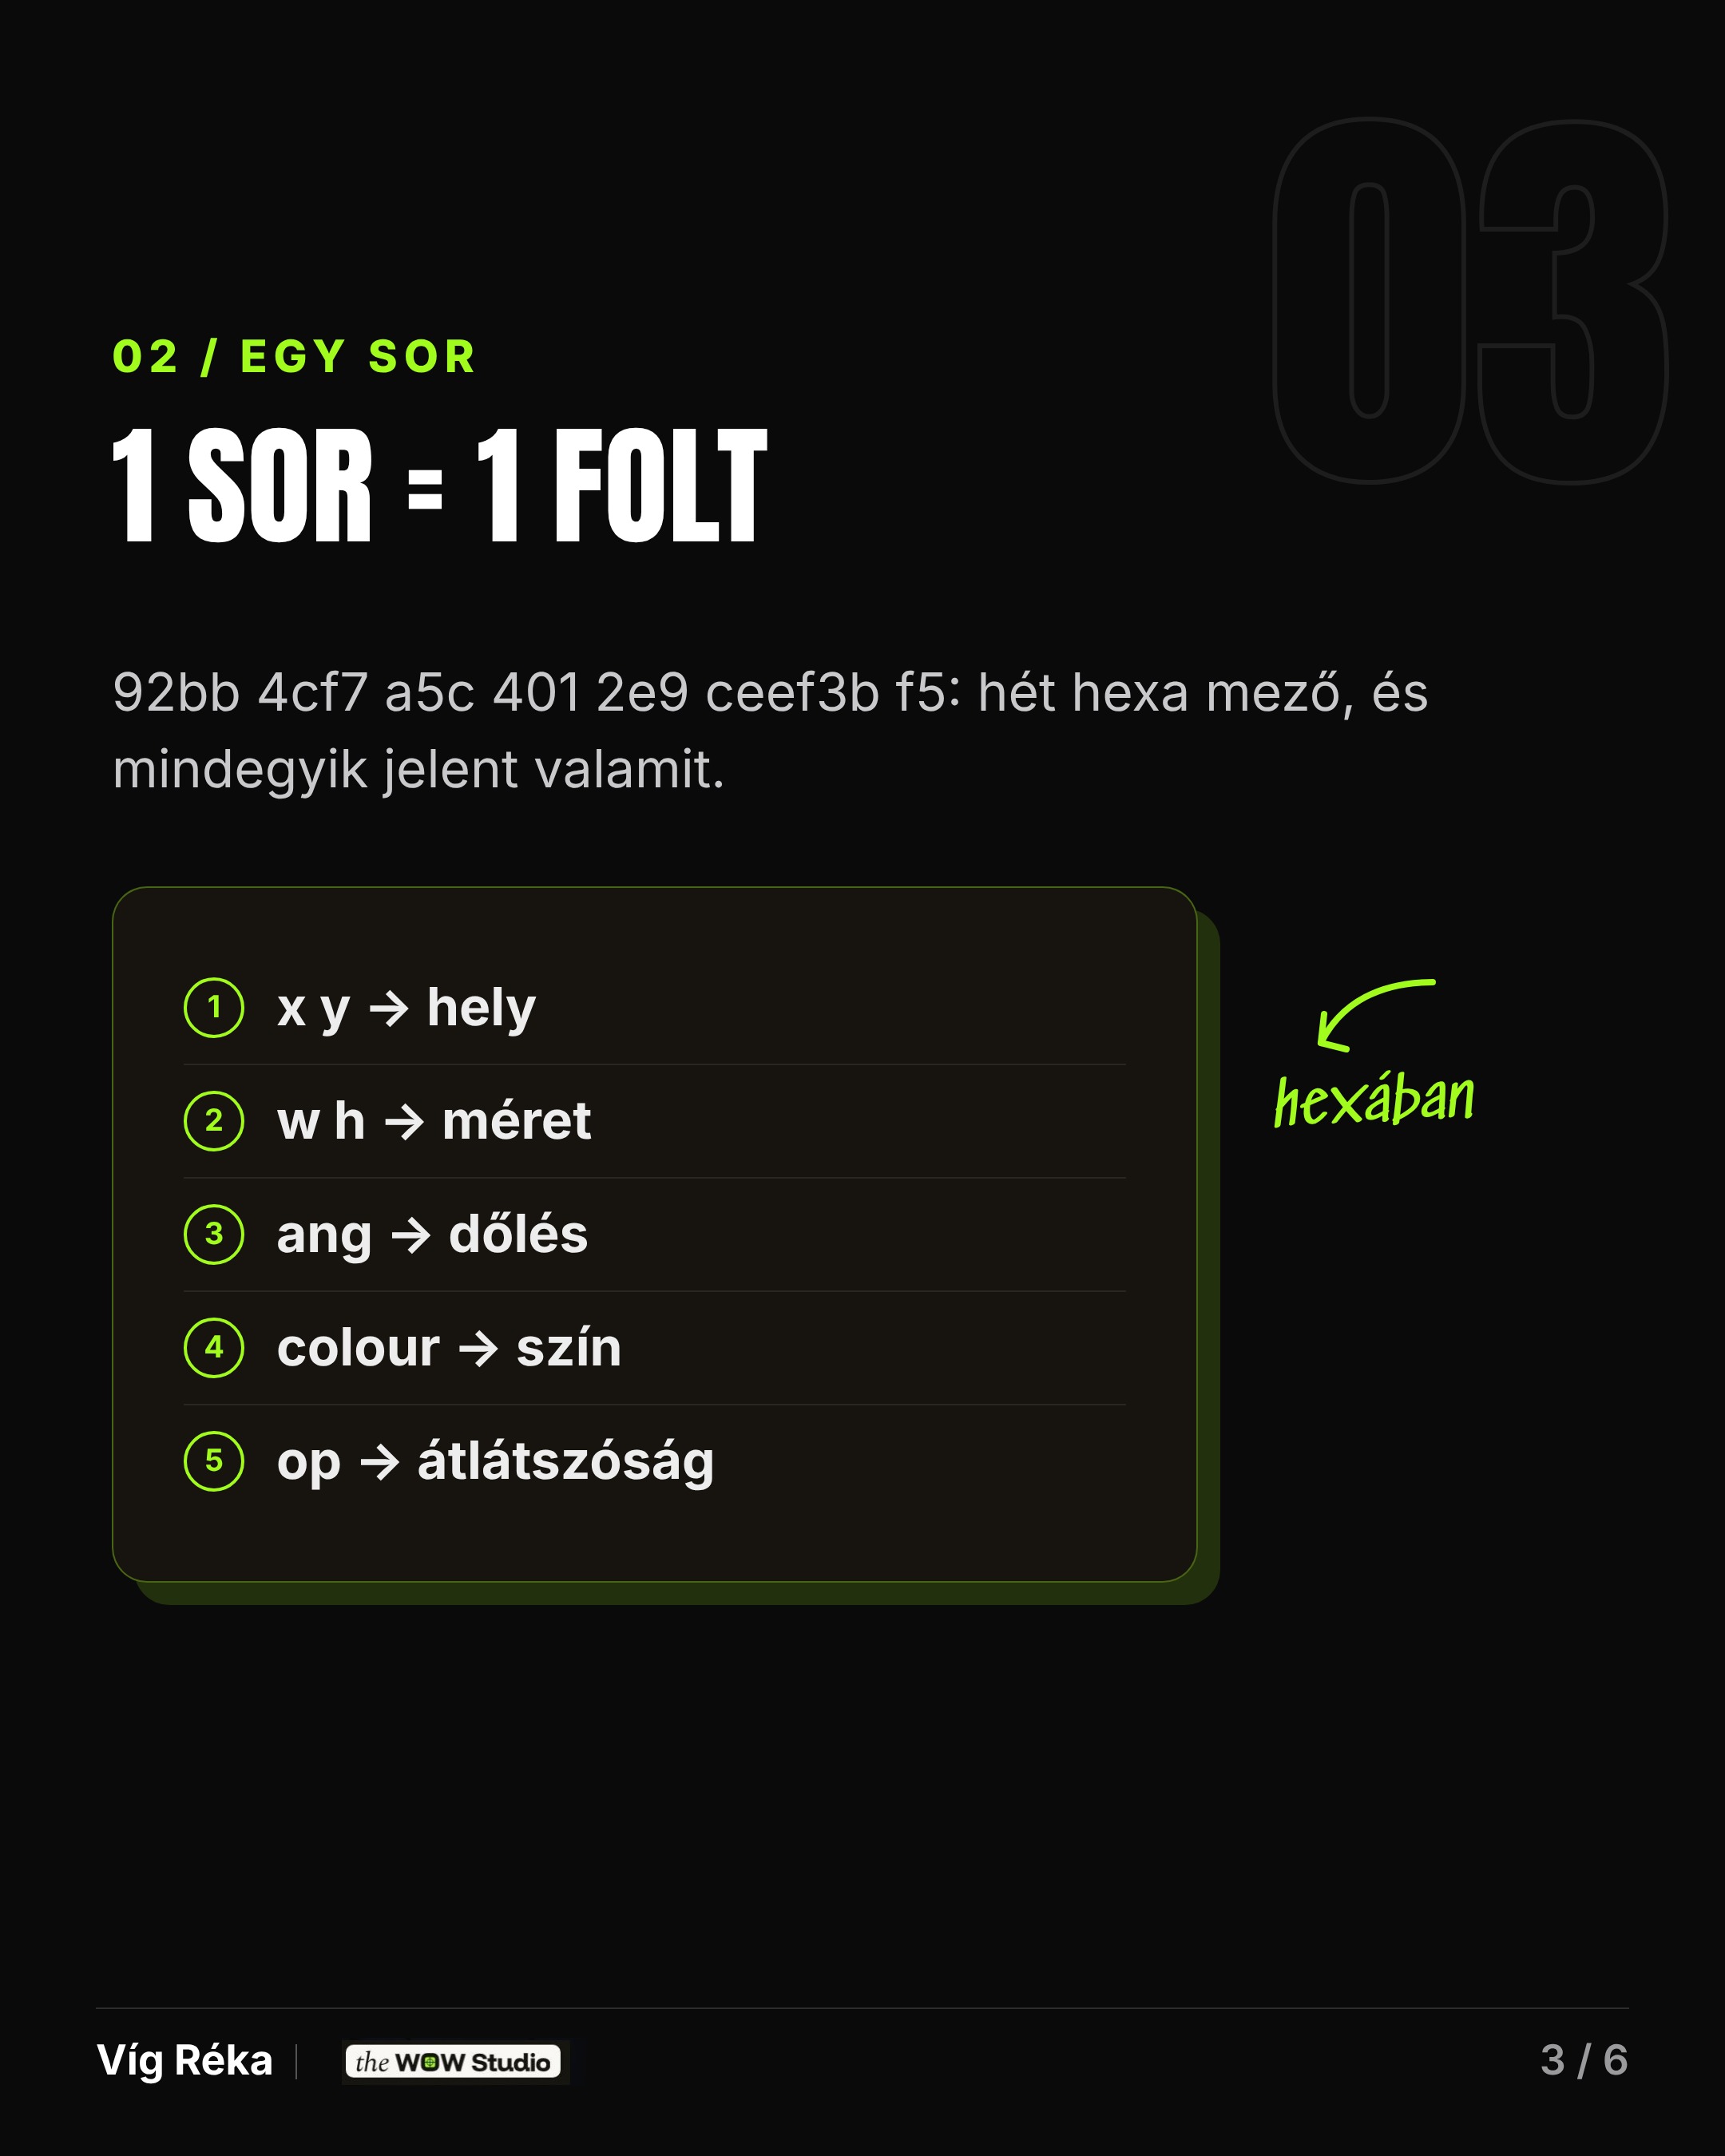 03
02 / EGY SOR
1 SOR = 1 FOLT
92bb 4cf7 a5c 401 2e9 ceef3b f5: hét hexa mező, és
mindegyik jelent valamit.
1 x y → hely
2 w h → méret
3 ang → dőlés
4 colour → szín
5 op → átlátszóság
hexában
Víg Réka
the WOW Studio
3 / 6